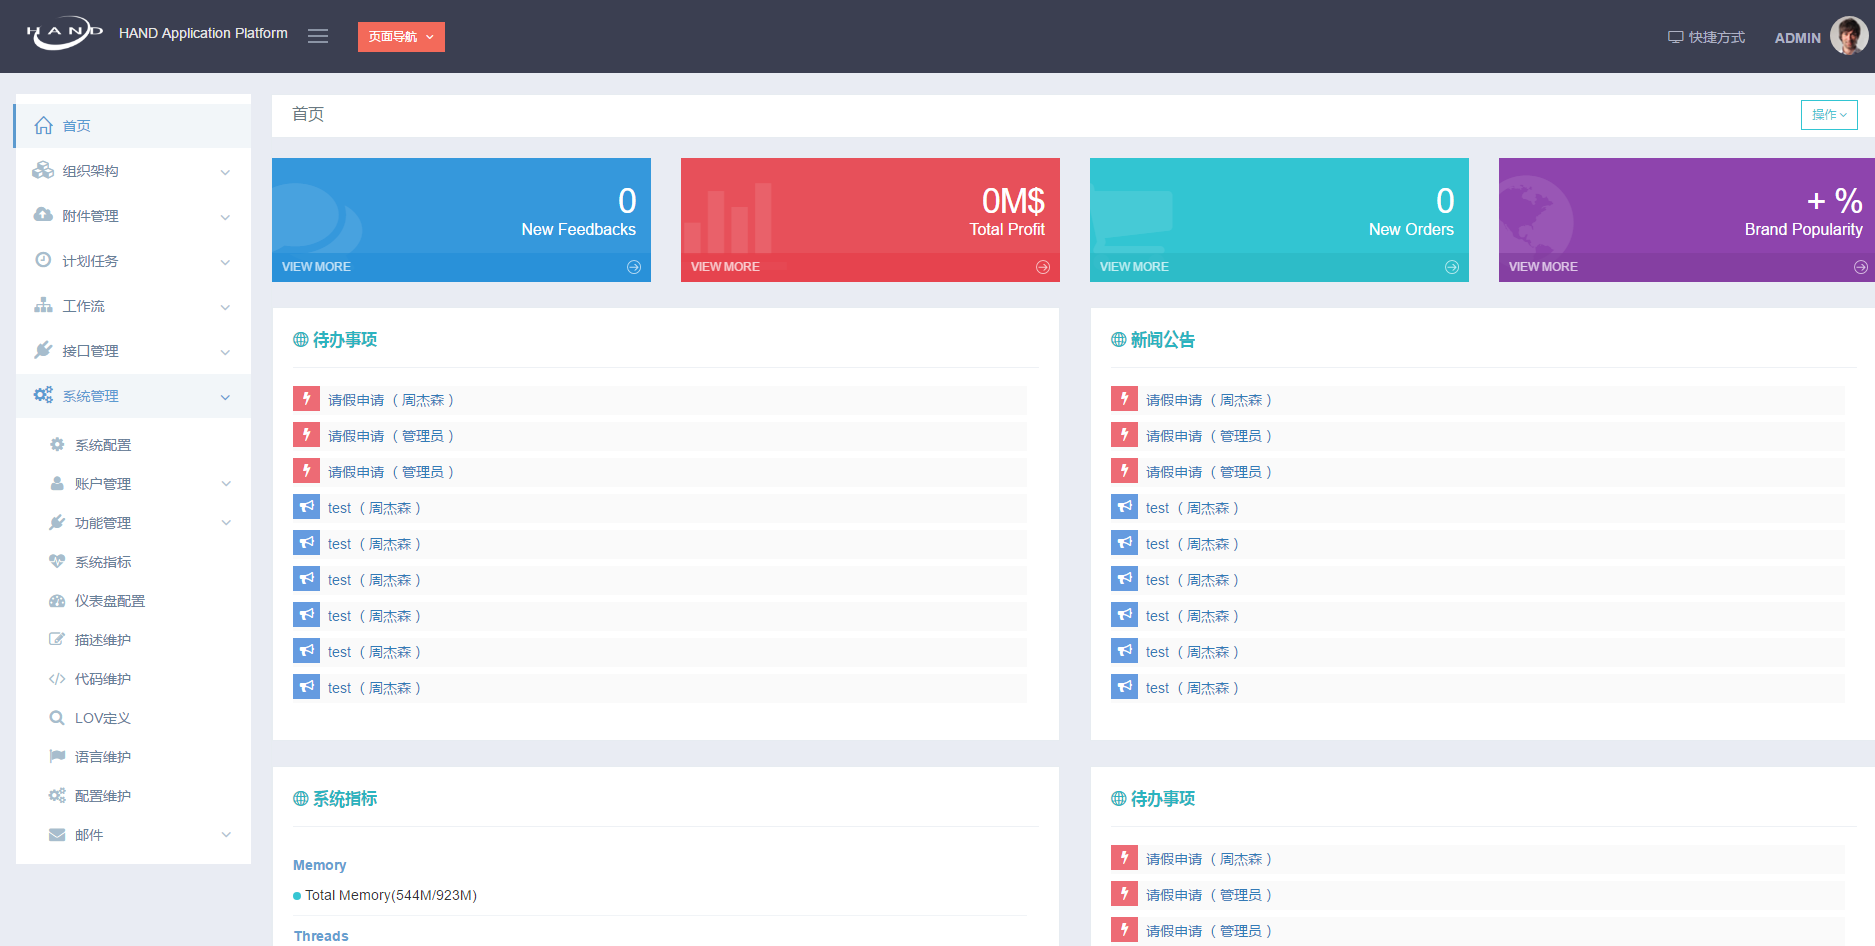 HAND
HAND Application Platform
页面导航
快捷方式
ADMIN
首页
组织架构
附件管理
计划任务
工作流
接口管理
系统管理
系统配置
账户管理
功能管理
系统指标
仪表盘配置
描述维护
代码维护
LOV定义
语言维护
配置维护
邮件
首页
操作
0
New Feedbacks
VIEW MORE
0M$
Total Profit
VIEW MORE
0
New Orders
VIEW MORE
+ %
Brand Popularity
VIEW MORE
待办事项
请假申请（周杰森）
请假申请（管理员）
请假申请（管理员）
test（周杰森）
test（周杰森）
test（周杰森）
test（周杰森）
test（周杰森）
test（周杰森）
新闻公告
请假申请（周杰森）
请假申请（管理员）
请假申请（管理员）
test（周杰森）
test（周杰森）
test（周杰森）
test（周杰森）
test（周杰森）
test（周杰森）
系统指标
Memory
Total Memory(544M/923M)
Threads
待办事项
请假申请（周杰森）
请假申请（管理员）
请假申请（管理员）